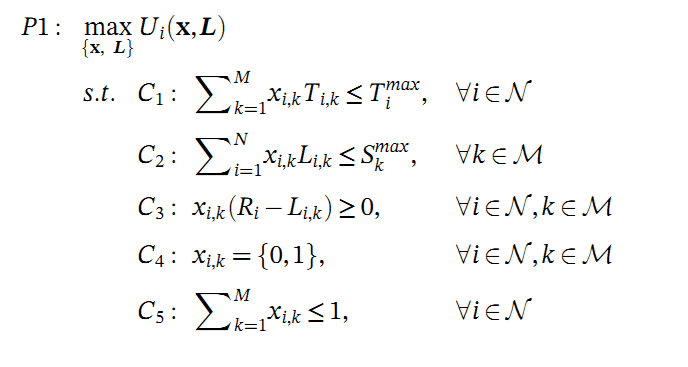 P1 : max U_i(x,L)
{x, L}
s.t. C_1 : ∑_{k=1}^{M} x_{i,k} T_{i,k} ≤ T_i^{max}, ∀i ∈ 𝒩
C_2 : ∑_{i=1}^{N} x_{i,k} L_{i,k} ≤ S_k^{max}, ∀k ∈ ℳ
C_3 : x_{i,k}(R_i − L_{i,k}) ≥ 0, ∀i ∈ 𝒩, k ∈ ℳ
C_4 : x_{i,k} = {0,1}, ∀i ∈ 𝒩, k ∈ ℳ
C_5 : ∑_{k=1}^{M} x_{i,k} ≤ 1, ∀i ∈ 𝒩